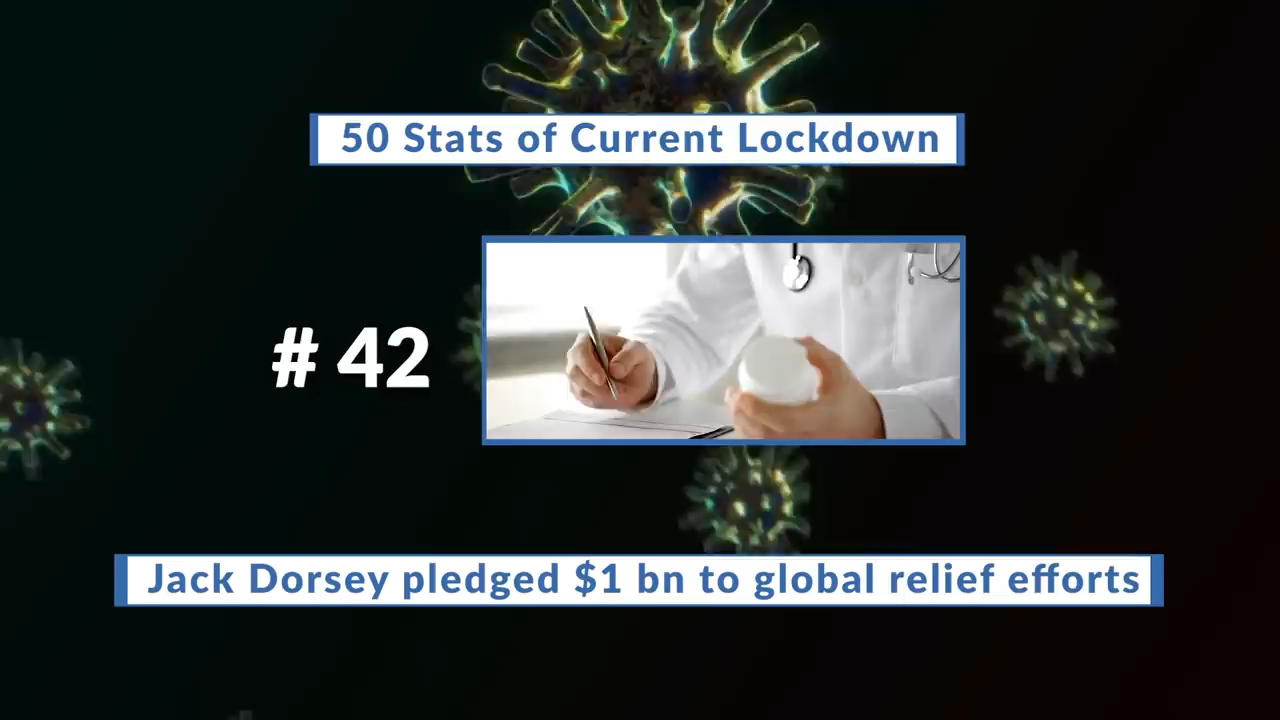 50 Stats of Current Lockdown
# 42
Jack Dorsey pledged $1 bn to global relief efforts